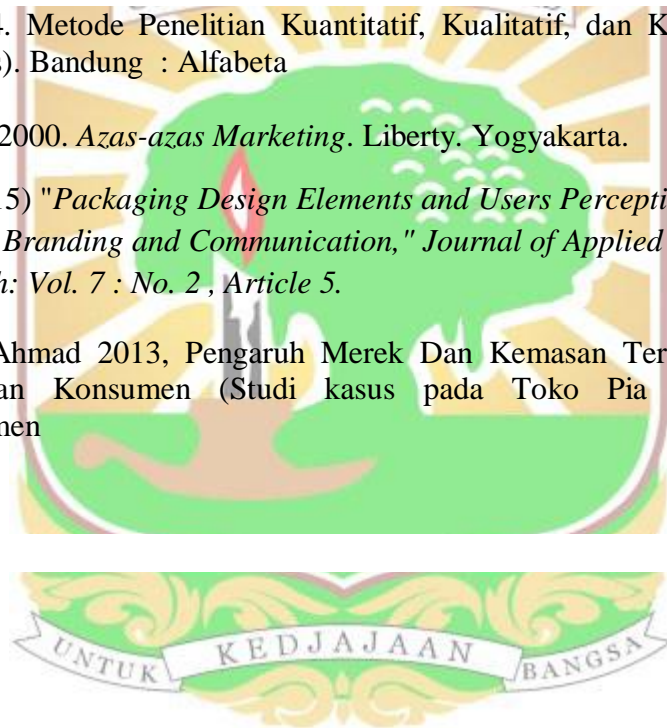 4. Metode Penelitian Kuantitatif, Kualitatif, dan K
s). Bandung : Alfabeta
2000. Azas-azas Marketing. Liberty. Yogyakarta.
15) "Packaging Design Elements and Users Percepti
Branding and Communication," Journal of Applied
h: Vol. 7 : No. 2 , Article 5.
Ahmad 2013, Pengaruh Merek Dan Kemasan Ter
an Konsumen (Studi kasus pada Toko Pia
men
UNTUK KEDJAJAAN BANGSA